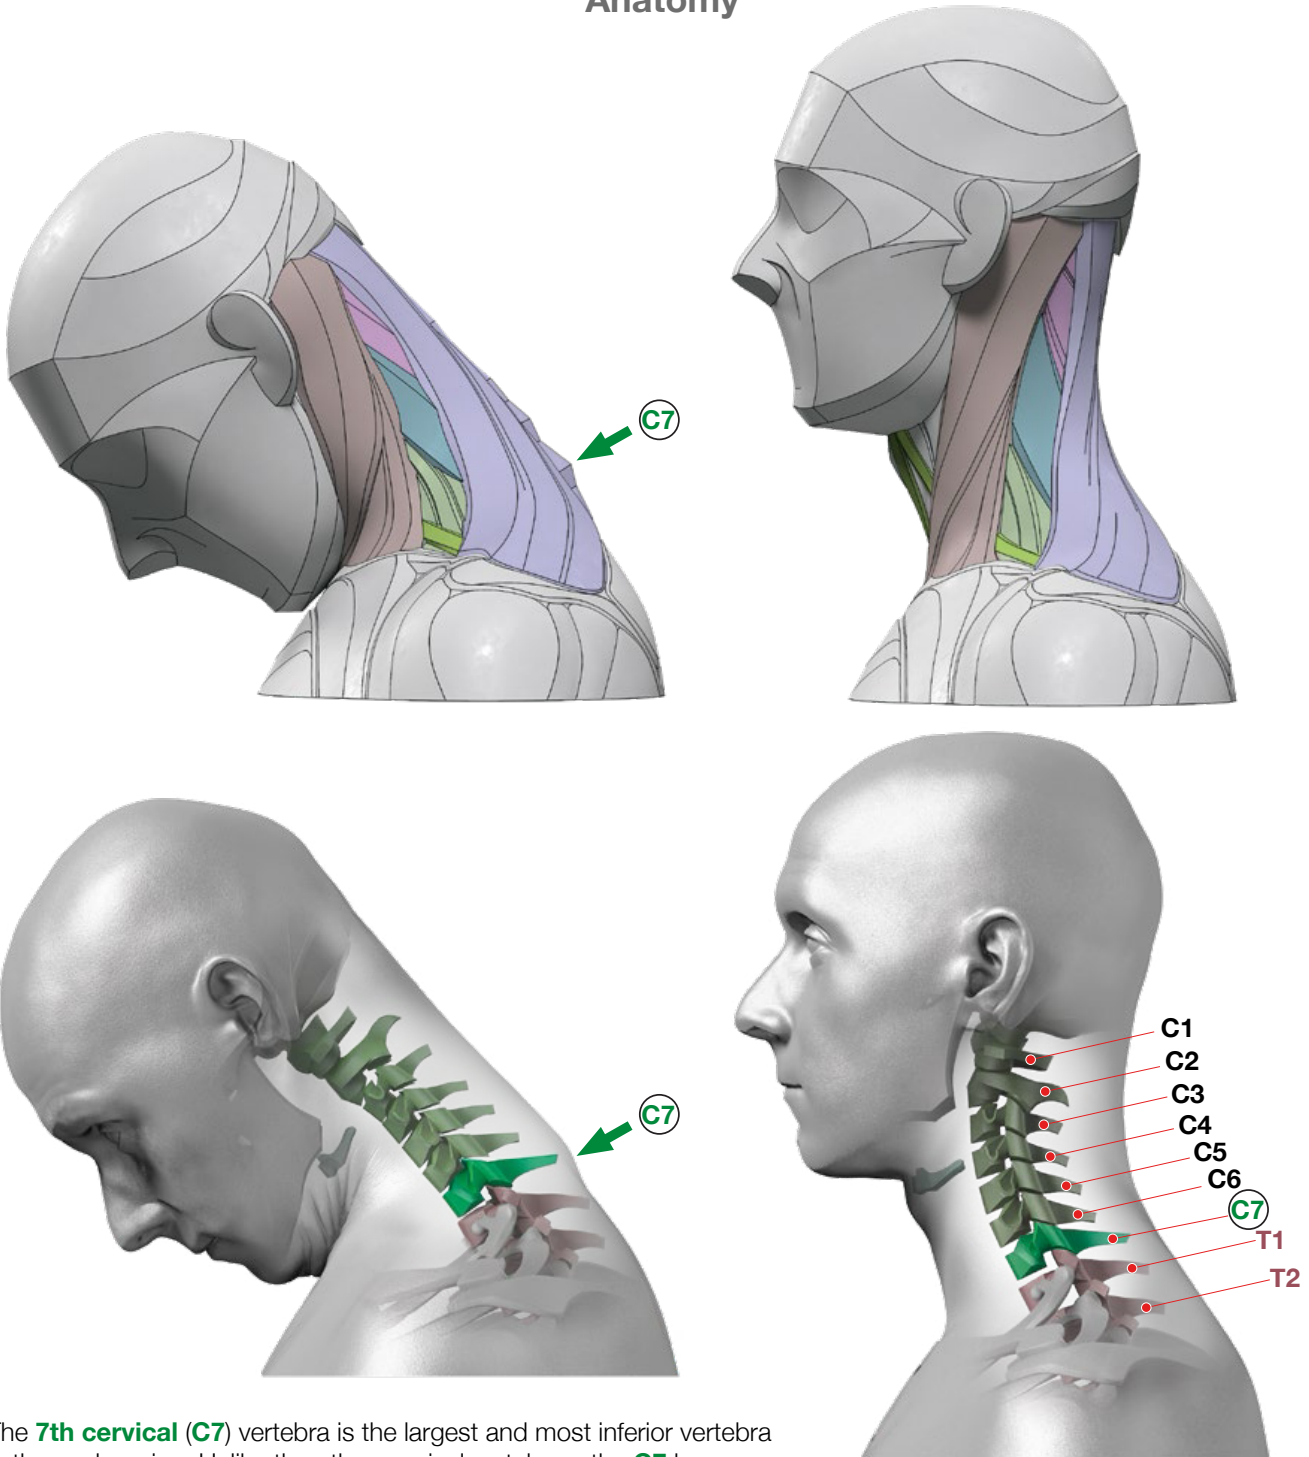 Anatomy
C7
C7
C1
C2
C3
C4
C5
C6
C7
T1
T2
The 7th cervical (C7) vertebra is the largest and most inferior vertebra